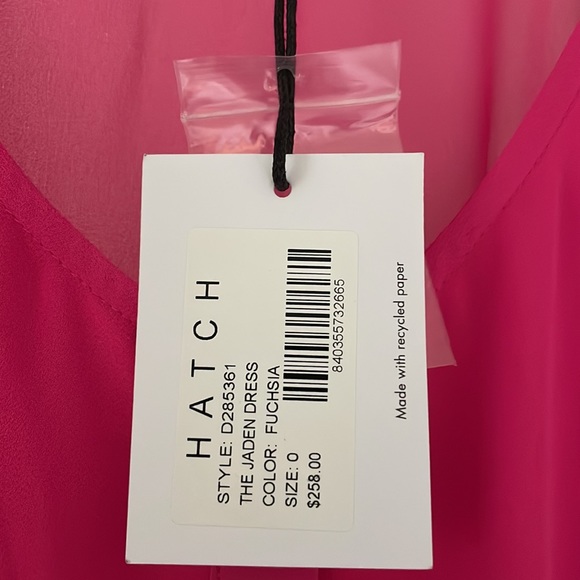 HATCH
STYLE: D285361
THE JADEN DRESS
COLOR: FUCHSIA
SIZE: 0
$258.00
840355732665
Made with recycled paper